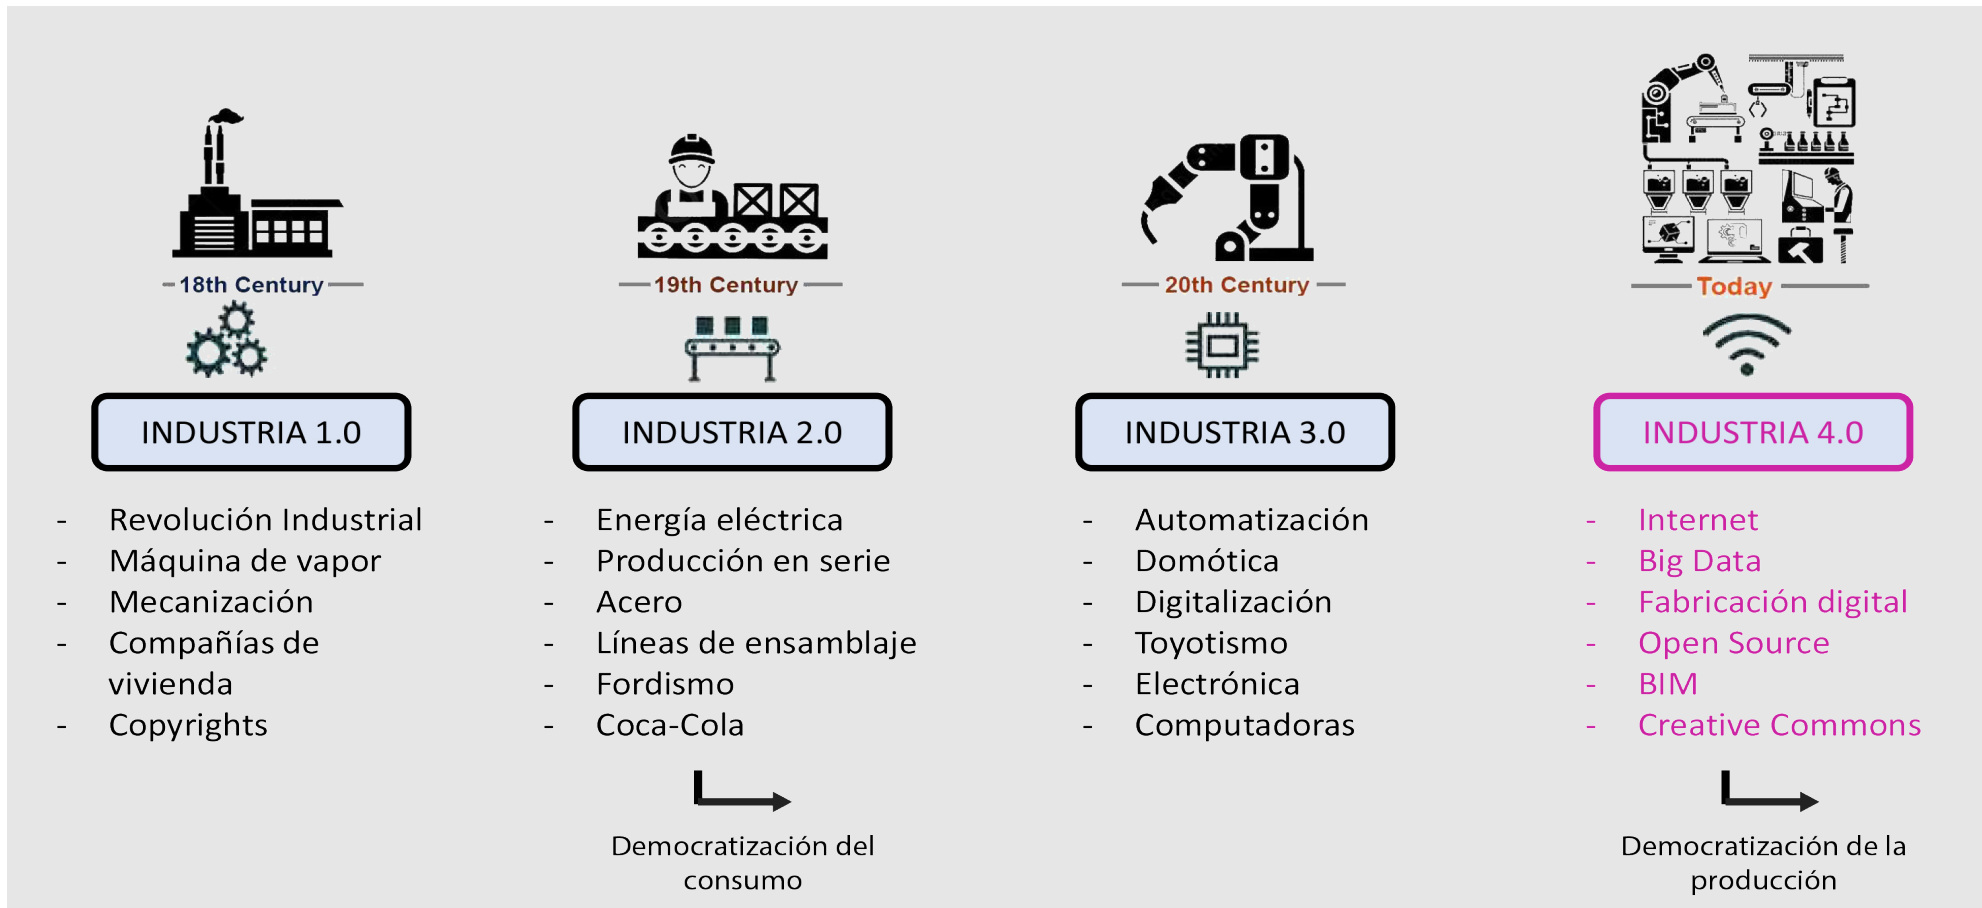 18th Century
INDUSTRIA 1.0
- Revolución Industrial
- Máquina de vapor
- Mecanización
- Compañías de
vivienda
- Copyrights
19th Century
INDUSTRIA 2.0
- Energía eléctrica
- Producción en serie
- Acero
- Líneas de ensamblaje
- Fordismo
- Coca-Cola
Democratización del
consumo
20th Century
INDUSTRIA 3.0
- Automatización
- Domótica
- Digitalización
- Toyotismo
- Electrónica
- Computadoras
Today
INDUSTRIA 4.0
- Internet
- Big Data
- Fabricación digital
- Open Source
- BIM
- Creative Commons
Democratización de la
producción